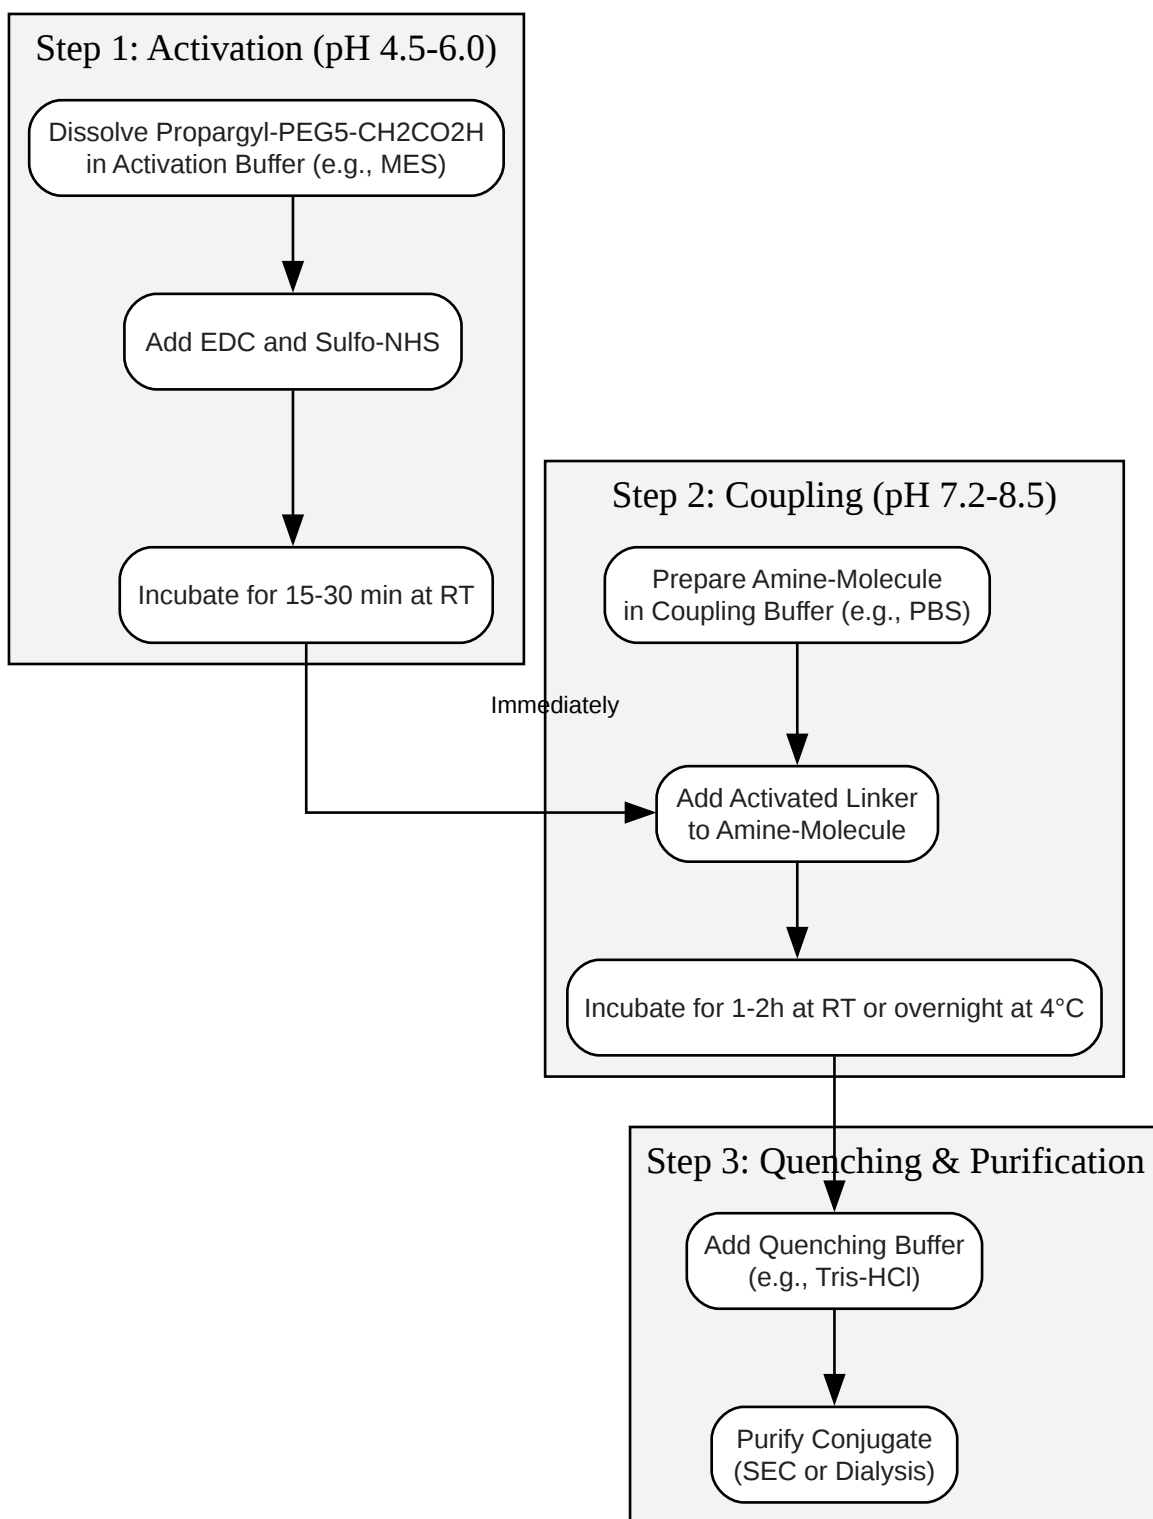 Step 1: Activation (pH 4.5-6.0)
Dissolve Propargyl-PEG5-CH2CO2H
in Activation Buffer (e.g., MES)
Add EDC and Sulfo-NHS
Incubate for 15-30 min at RT
Immediately
Step 2: Coupling (pH 7.2-8.5)
Prepare Amine-Molecule
in Coupling Buffer (e.g., PBS)
Add Activated Linker
to Amine-Molecule
Incubate for 1-2h at RT or overnight at 4°C
Step 3: Quenching & Purification
Add Quenching Buffer
(e.g., Tris-HCl)
Purify Conjugate
(SEC or Dialysis)